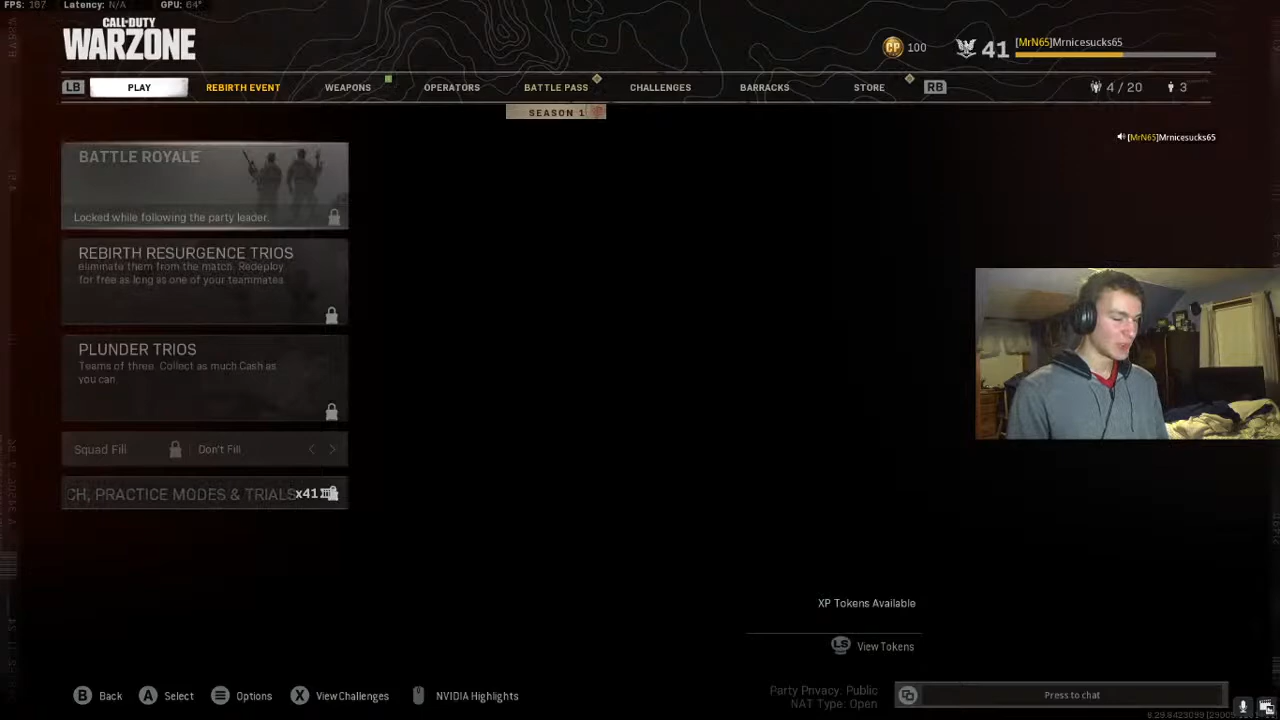 FPS: 187 Latency: N/A GPU: 64°
CALL OF DUTY
WARZONE
CP 100
41
[MrN65]Mrnicesucks65
LB PLAY REBIRTH EVENT WEAPONS OPERATORS BATTLE PASS CHALLENGES BARRACKS STORE RB 4 / 20 3
SEASON 1
[MrN65]Mrnicesucks65
BATTLE ROYALE
Locked while following the party leader.
REBIRTH RESURGENCE TRIOS
eliminate them from the match. Redeploy
for free as long as one of your teammates
PLUNDER TRIOS
Teams of three. Collect as much Cash as
you can
Squad Fill Don't Fill
CH, PRACTICE MODES & TRIALS x41
XP Tokens Available
LS View Tokens
B Back A Select Options X View Challenges NVIDIA Highlights
Party Privacy: Public
NAT Type: Open
Press to chat